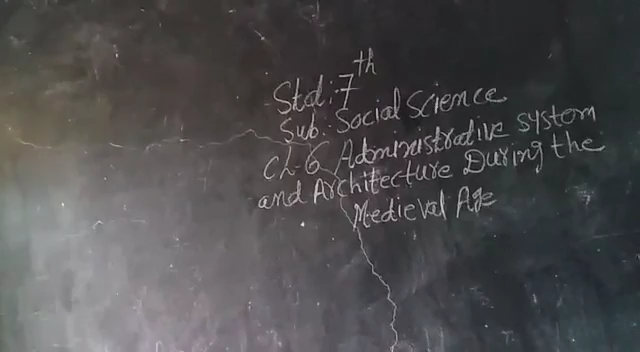 Std:-7th
Sub. Social Science
ch-6 Administrative system
and Architecture During the
Medieval Age